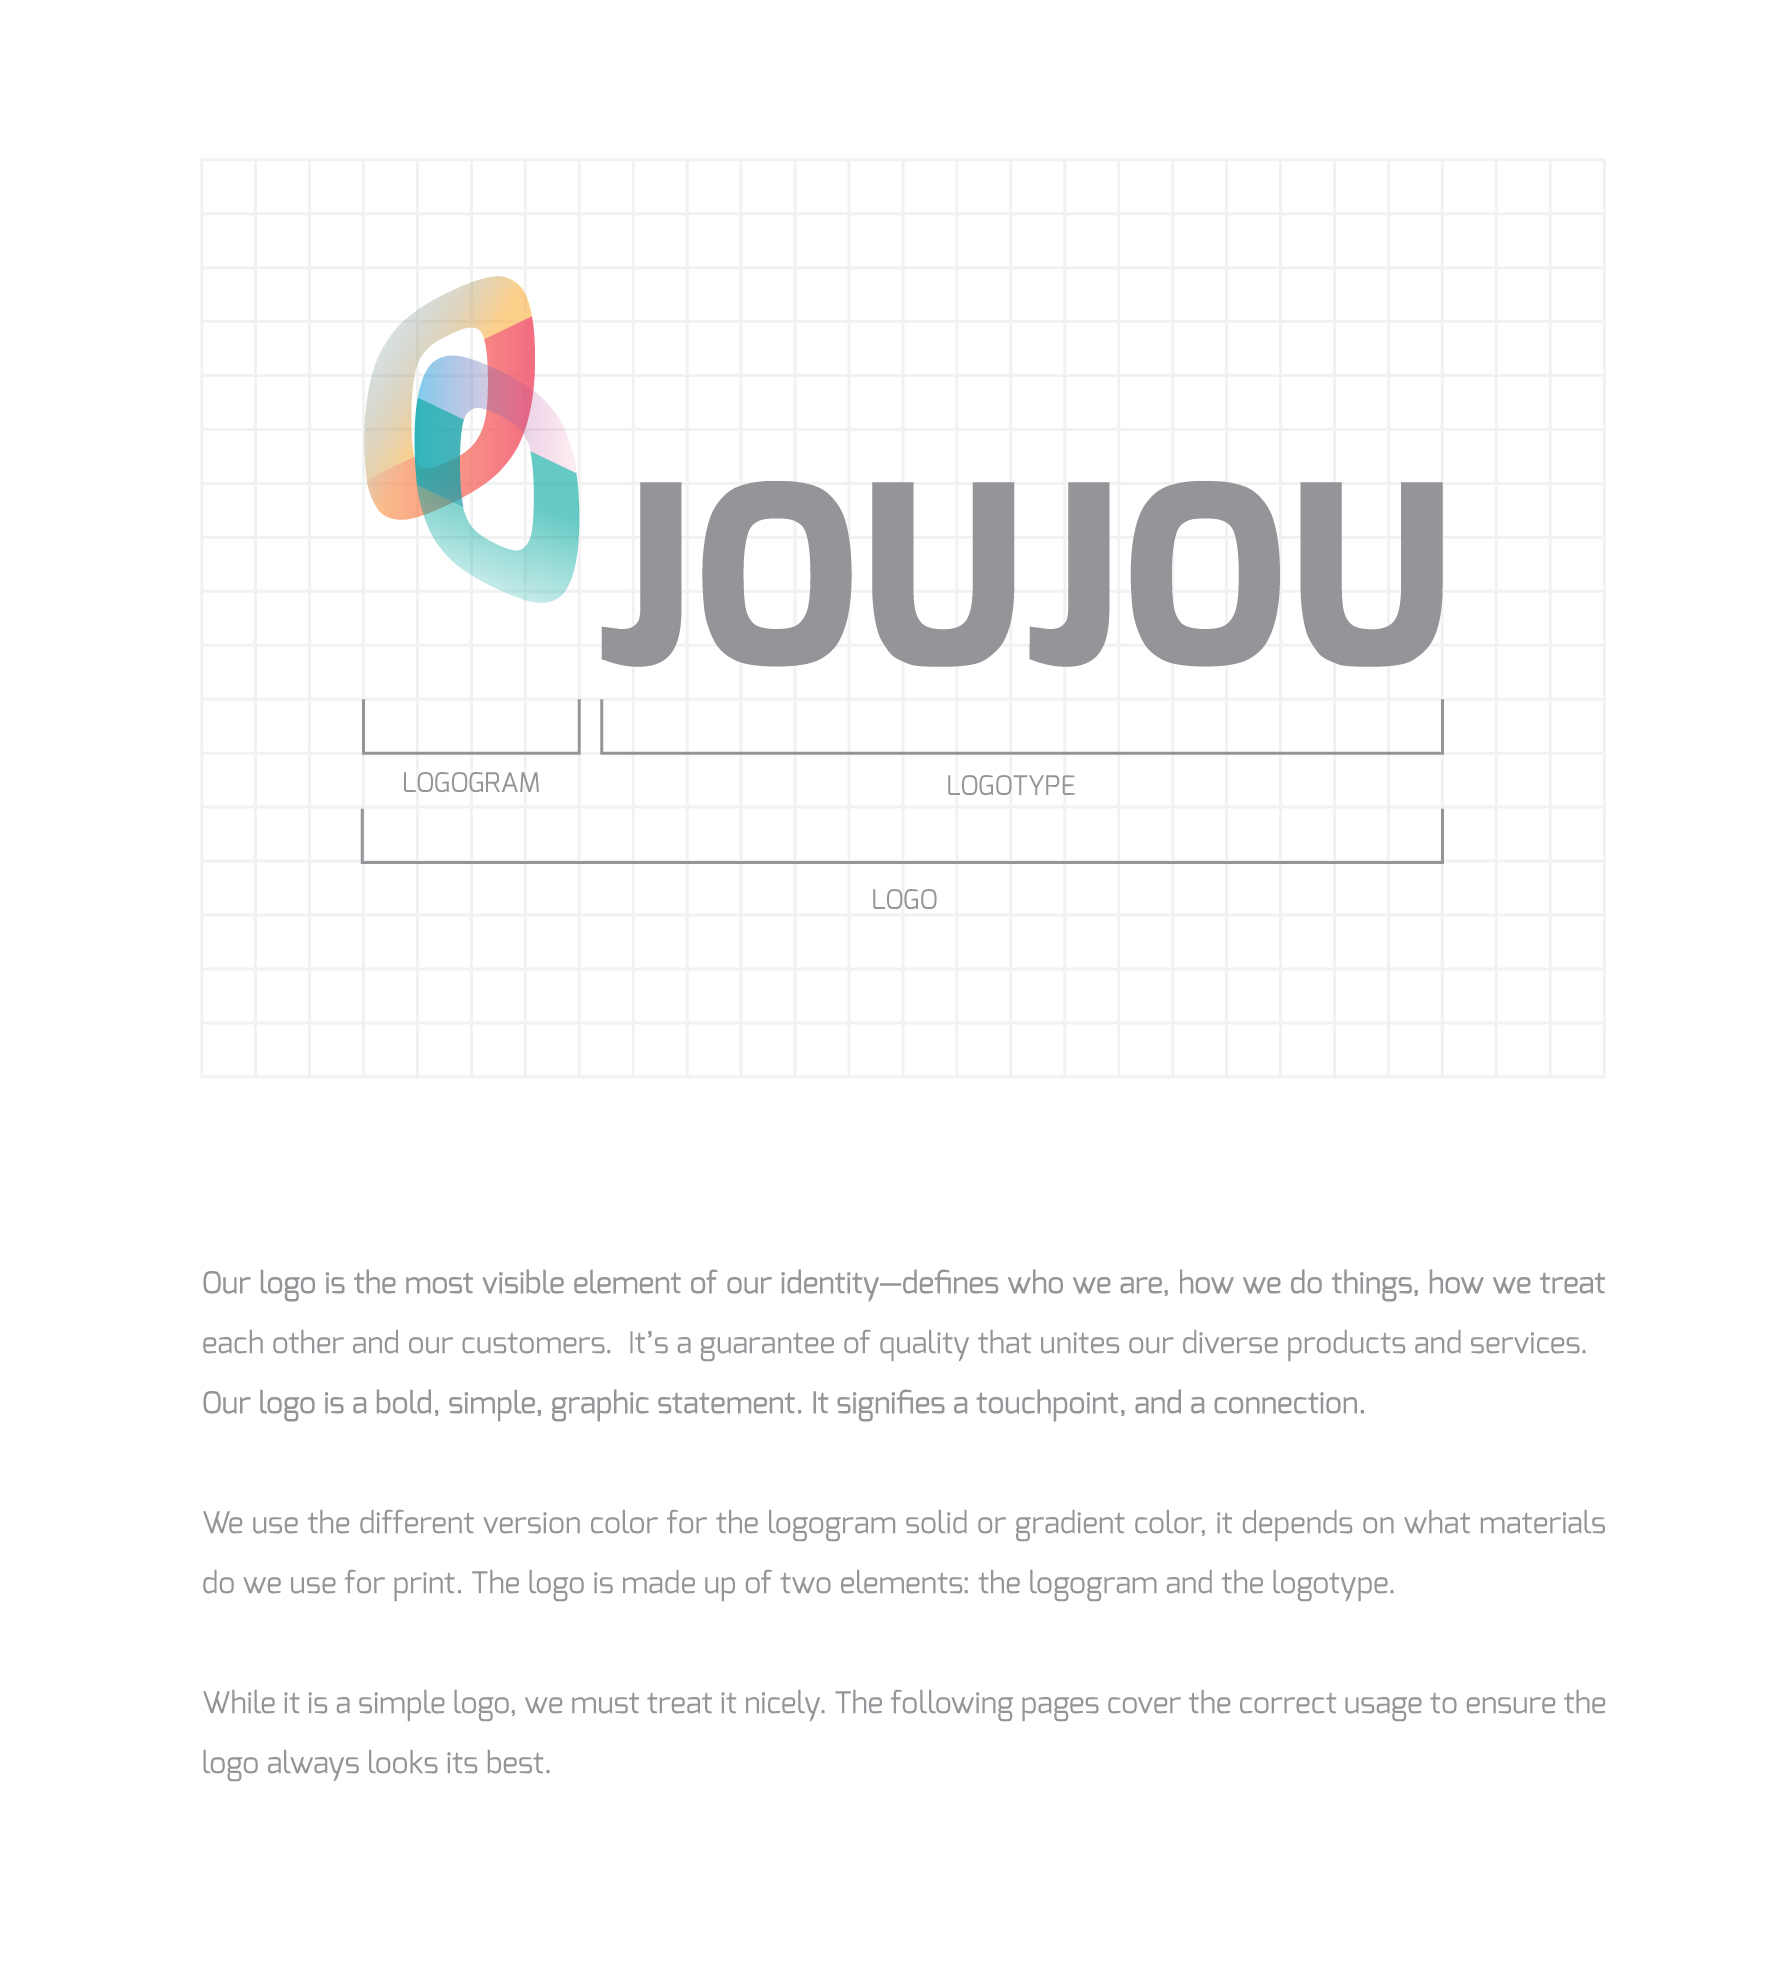 JOUJOU
LOGOGRAM
LOGOTYPE
LOGO
Our logo is the most visible element of our identity—defines who we are, how we do things, how we treat
each other and our customers.  It’s a guarantee of quality that unites our diverse products and services.
Our logo is a bold, simple, graphic statement. It signifies a touchpoint, and a connection.
We use the different version color for the logogram solid or gradient color, it depends on what materials
do we use for print. The logo is made up of two elements: the logogram and the logotype.
While it is a simple logo, we must treat it nicely. The following pages cover the correct usage to ensure the
logo always looks its best.